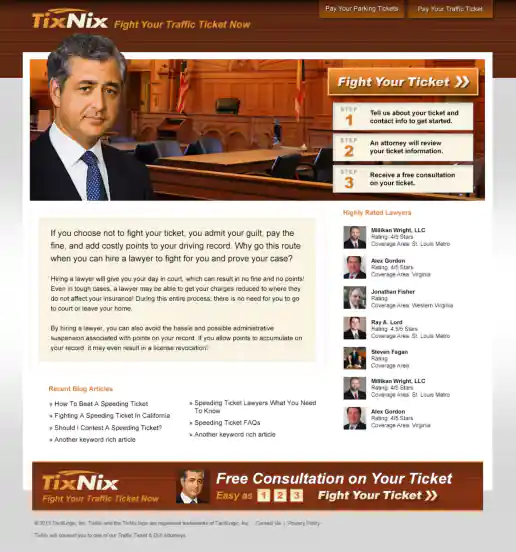 TixNix Fight Your Traffic Ticket Now
Pay Your Parking Tickets
Pay Your Traffic Ticket
Fight Your Ticket
STEP 1
Tell us about your ticket and
contact info to get started.
STEP 2
An attorney will review
your ticket information.
STEP 3
Receive a free consultation
on your ticket.
If you choose not to fight your ticket, you admit your guilt, pay the
fine, and add costly points to your driving record. Why go this route
when you can hire a lawyer to fight for you and prove your case?
Hiring a lawyer will give you your day in court, which can result in no fine and no points!
Even in tough cases, a lawyer may be able to get your charges reduced to where they
do not affect your insurance! During this entire process, there is no need for you to go
to court or leave your home.
By hiring a lawyer, you can also avoid the hassle and possible administrative
suspension associated with points on your record. If you allow points to accumulate on
your record, it may even result in a license revocation!
Highly Rated Lawyers
Millikan Wright, LLC
Rating: 4/5 Stars
Coverage Area: St. Louis Metro
Alex Gordon
Rating: 4/5 Stars
Coverage Area: Virginia
Jonathan Fisher
Rating
Coverage Area: Western Virginia
Ray A. Lord
Rating: 4.5/5 Stars
Coverage Area: St. Louis Metro
Steven Fagan
Rating
Coverage Area
Millikan Wright, LLC
Rating: 4/5 Stars
Coverage Area: St. Louis Metro
Alex Gordon
Rating: 4/5 Stars
Coverage Area: Virginia
Recent Blog Articles
» How To Beat A Speeding Ticket
» Fighting A Speeding Ticket In California
» Should I Contest A Speeding Ticket?
» Another keyword rich article
» Speeding Ticket Lawyers What You Need
To Know
» Speeding Ticket FAQs
» Another keyword rich article
TixNix
Fight Your Traffic Ticket Now
Free Consultation on Your Ticket
Easy as 1 2 3 Fight Your Ticket
TixNix and the TixNix logo are registered trademarks of Inc. Contact Us | Privacy Policy
TixNix will connect you to one of our Traffic Ticket & DUI Attorneys